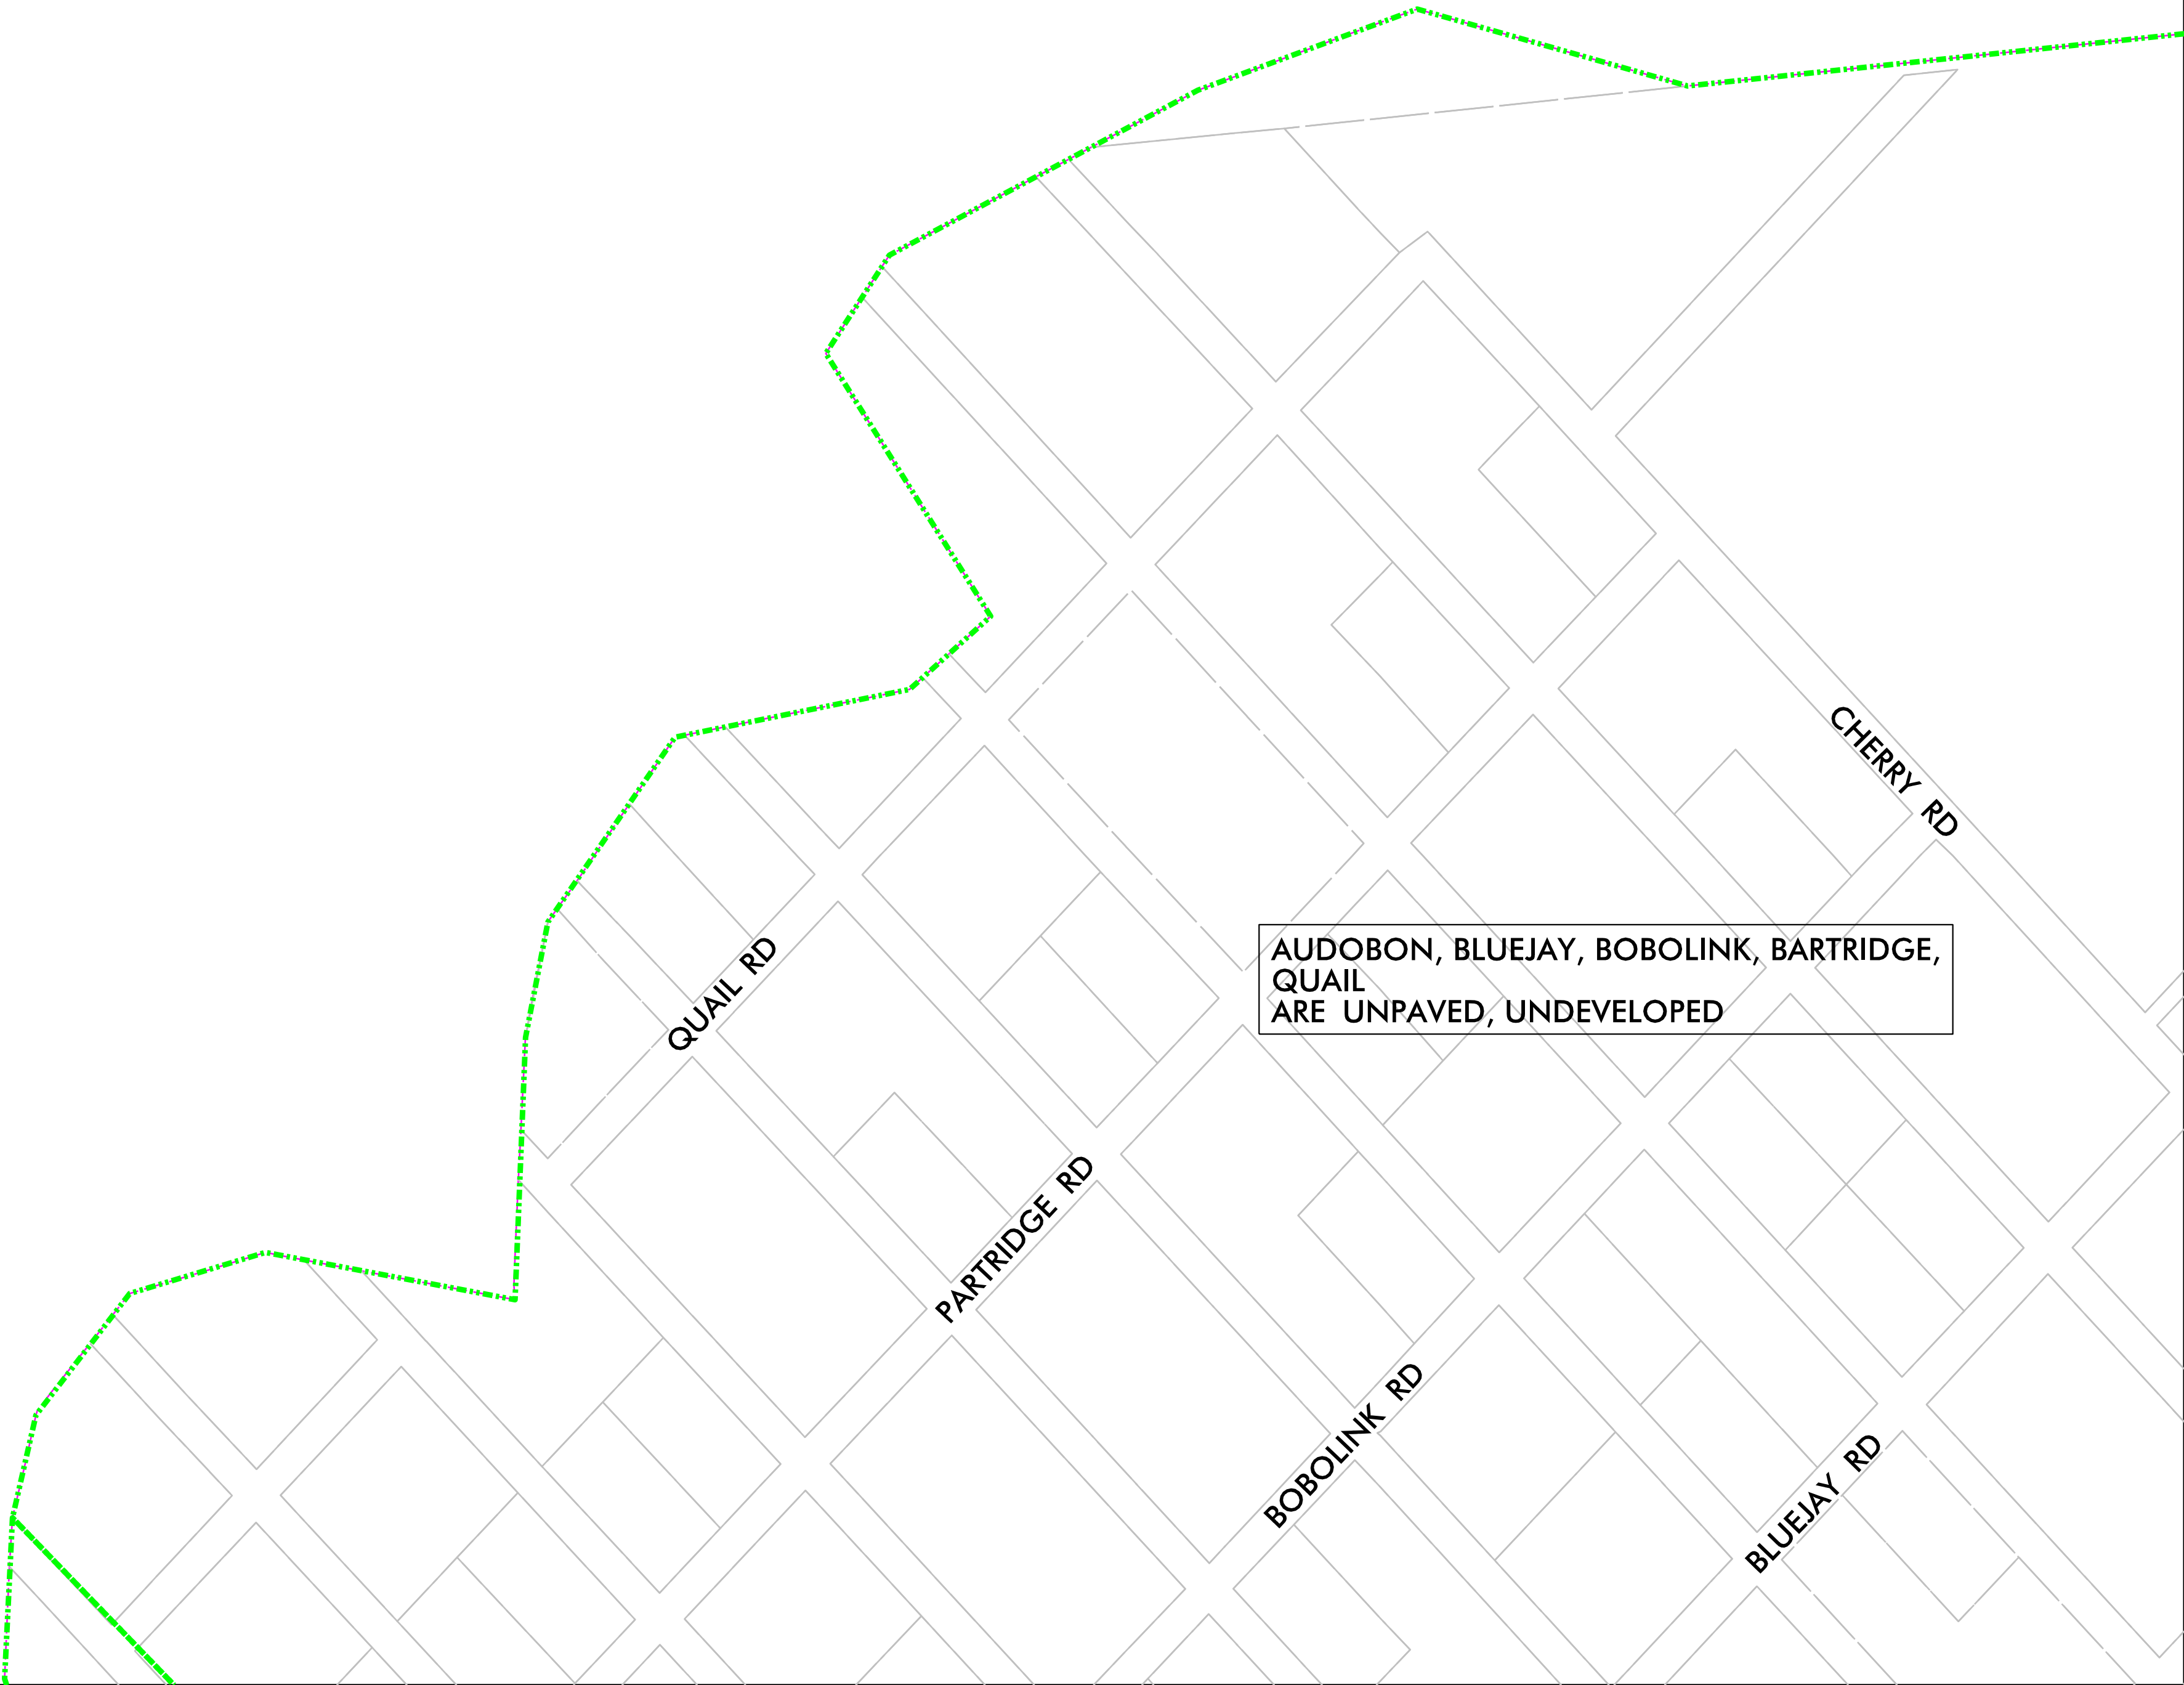 CHERRY RD
AUDOBON, BLUEJAY, BOBOLINK, BARTRIDGE,
QUAIL
ARE UNPAVED, UNDEVELOPED
QUAIL RD
PARTRIDGE RD
BOBOLINK RD
BLUEJAY RD